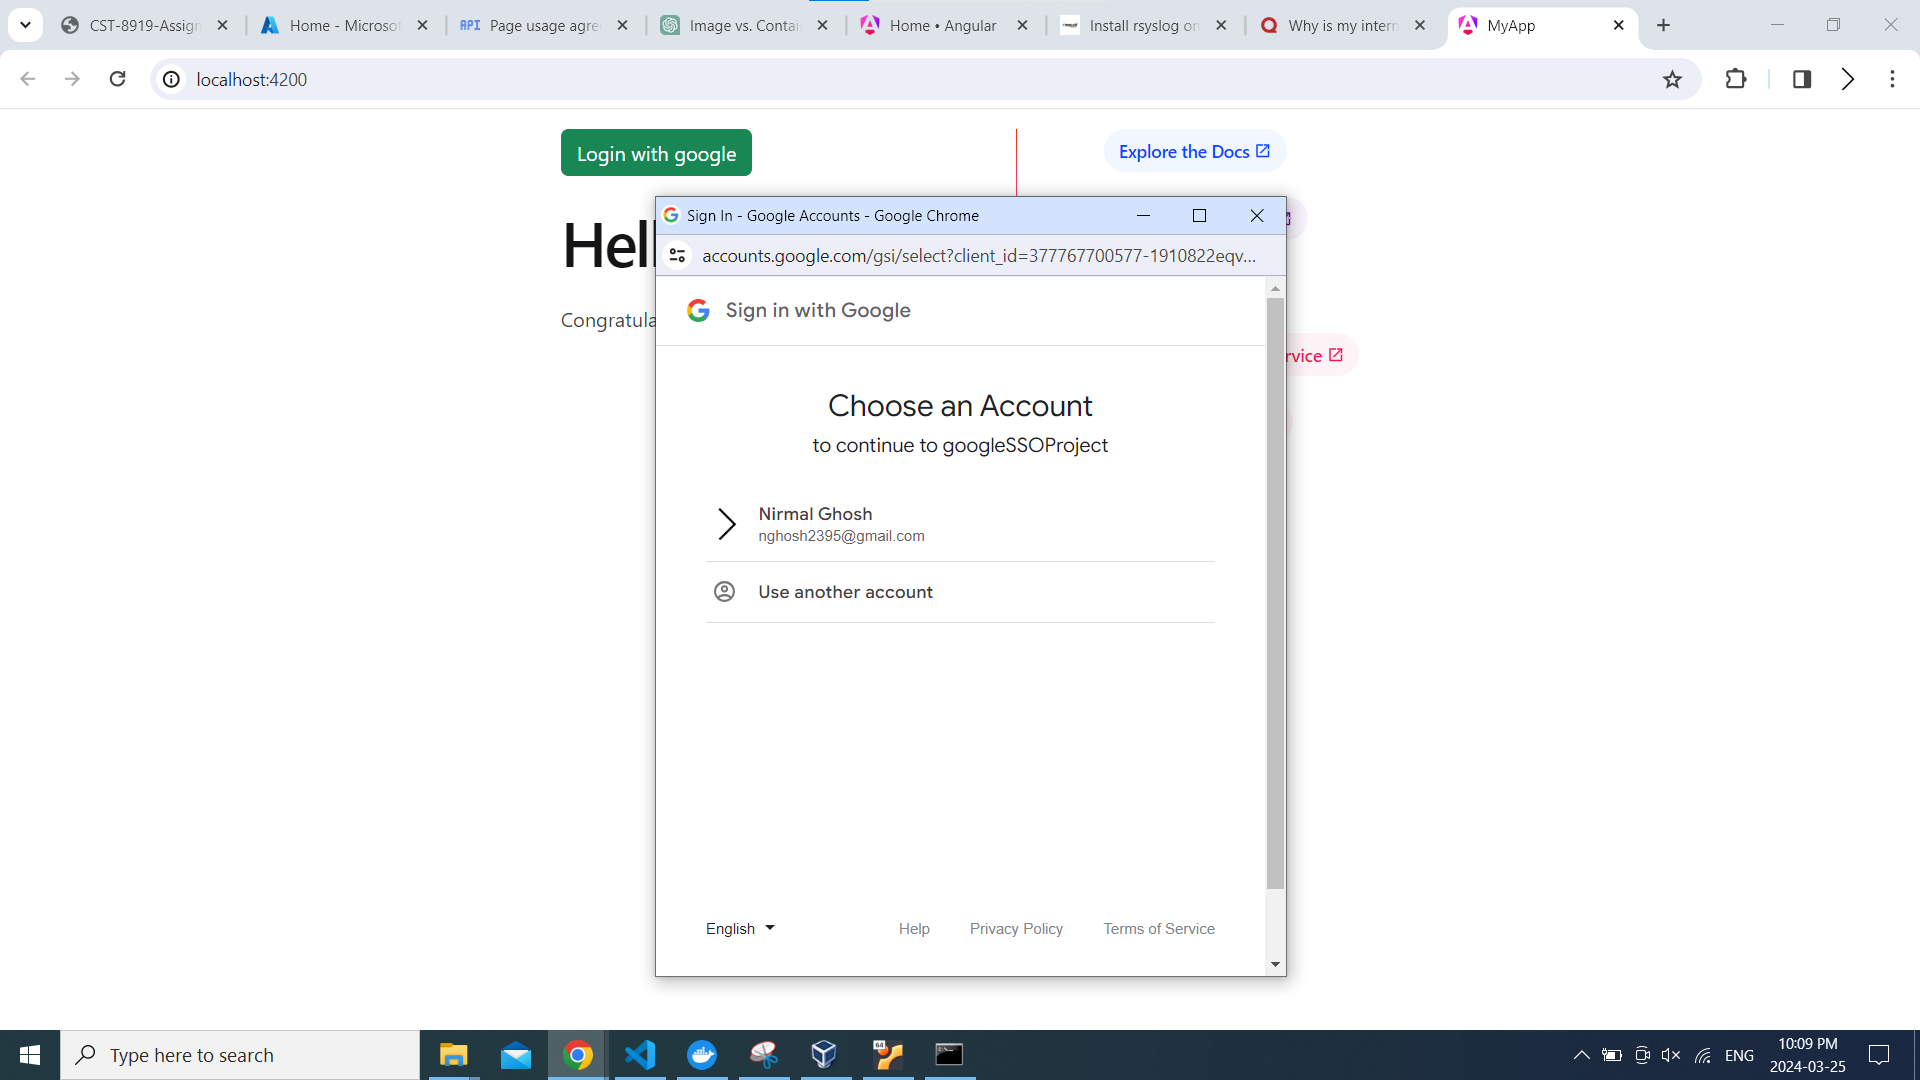 CST-8919-Assign
Home - Microsof
API
Page usage agree
Image vs. Contai
Home • Angular
Install rsyslog on
Why is my intern
MyApp
localhost:4200
Login with google
Explore the Docs
Hell
Congratula
rvice
Sign In - Google Accounts - Google Chrome
accounts.google.com/gsi/select?client_id=377767700577-1910822eqv...
Sign in with Google
Choose an Account
to continue to googleSSOProject
Nirmal Ghosh
nghosh2395@gmail.com
Use another account
English
Help
Privacy Policy
Terms of Service
Type here to search
64
ENG
10:09 PM
2024-03-25